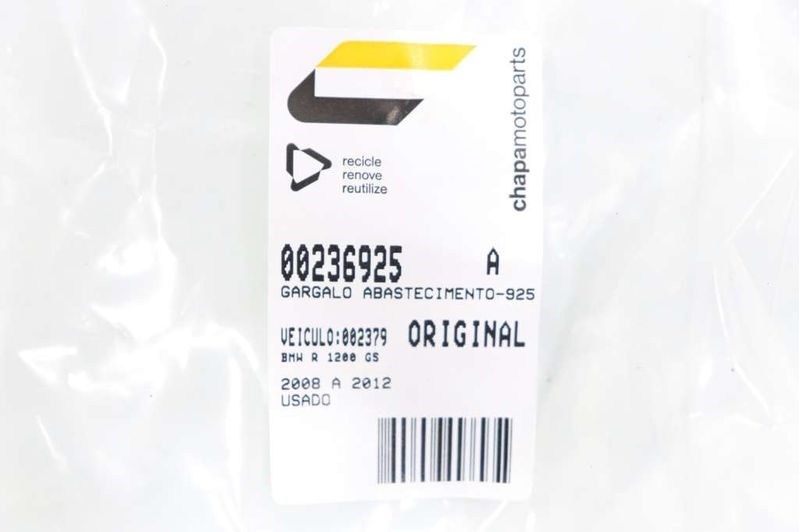 chapamotoparts
recicle
renove
reutilize
00236925 A
GARGALO ABASTECIMENTO-925
VEICULO:002379 ORIGINAL
BMW R 1200 GS
2008 A 2012
USADO